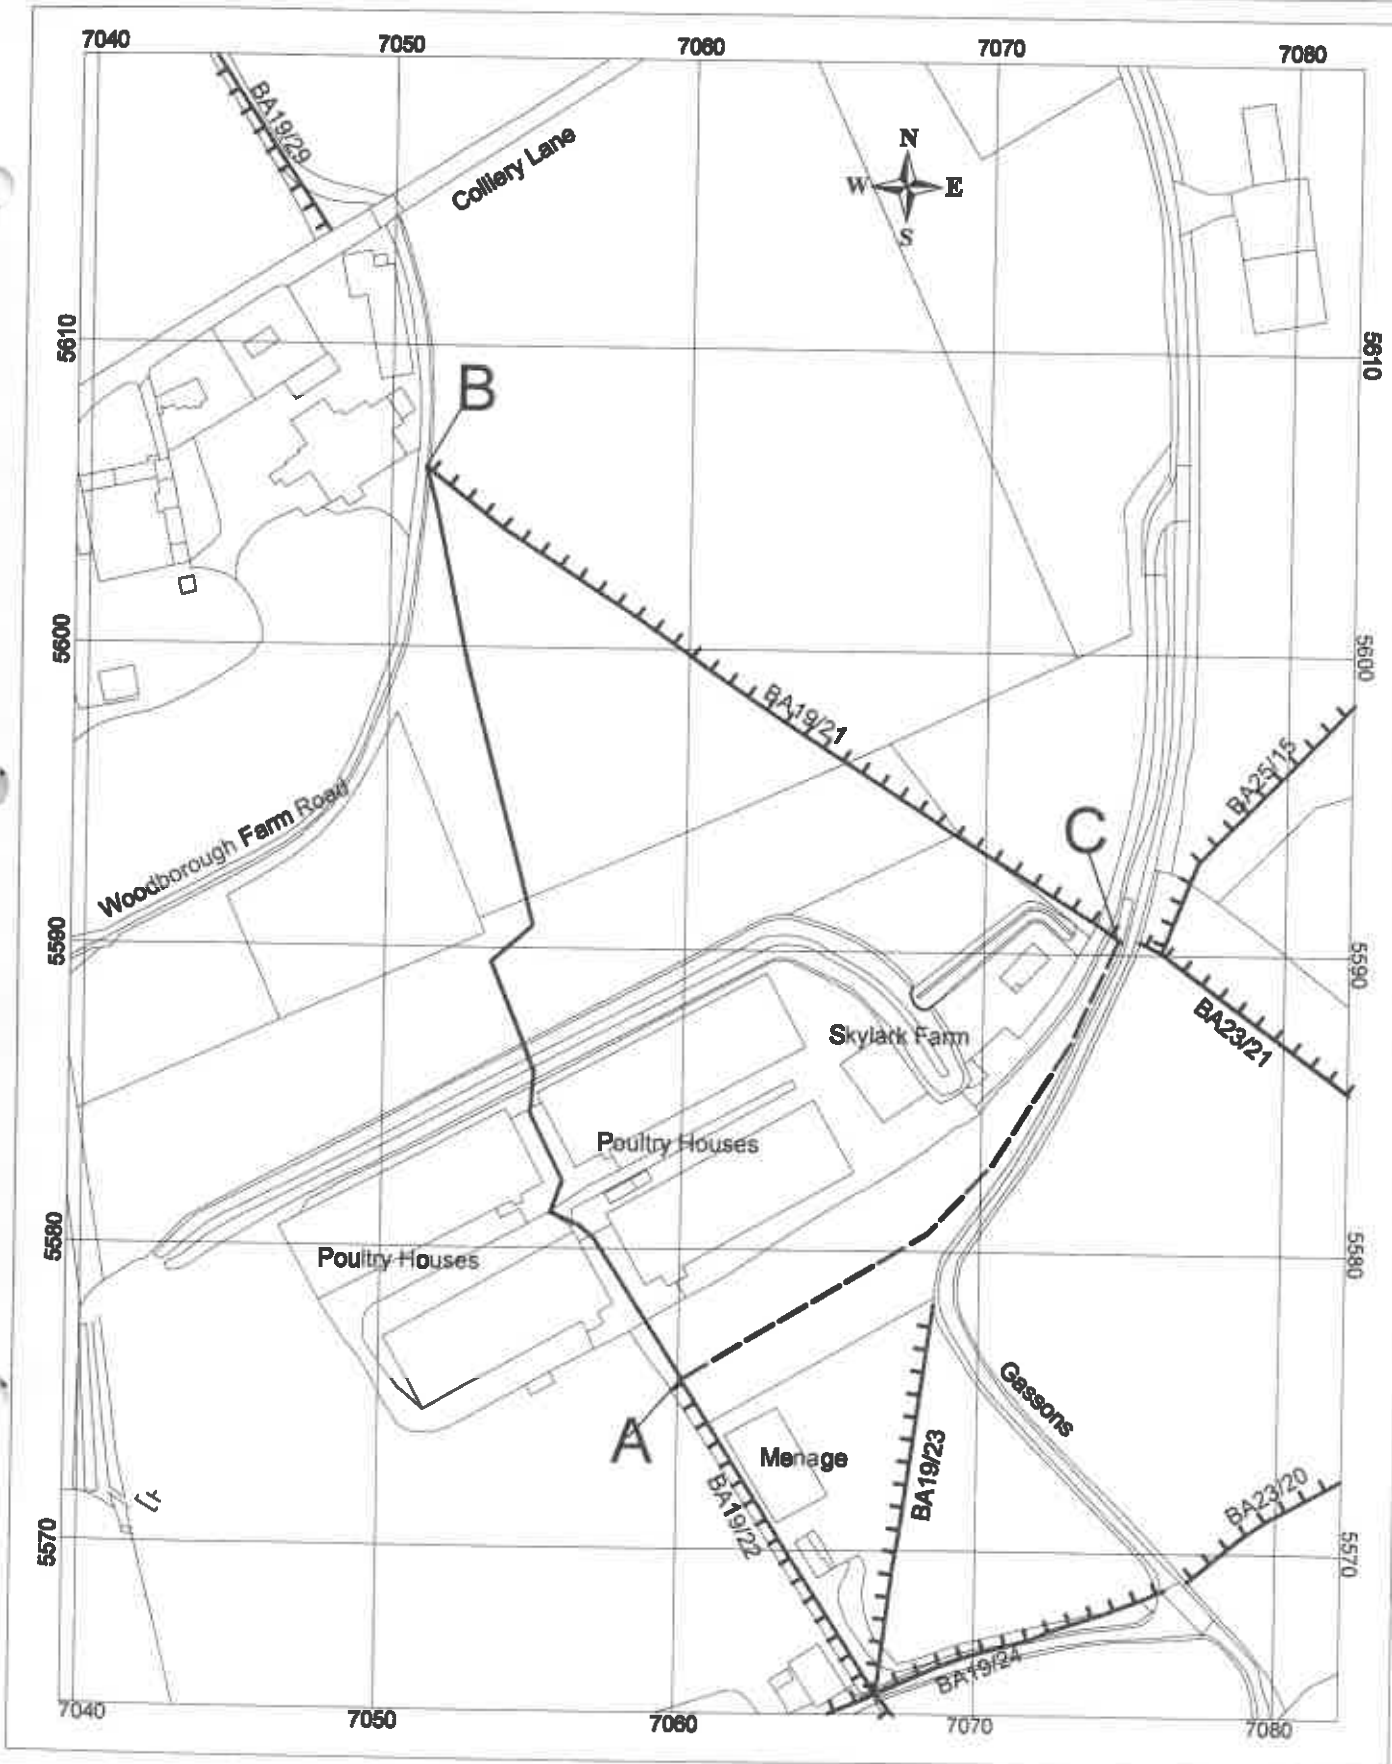 7040 7050 7060 7070 7080
BA19/29
Colliery Lane
N
W E
S
5610 5610
B
5600 5600
BA19/21
BA25/15
Woodborough Farm Road
C
5590 5590
Skylark Farm
BA23/21
Poultry Houses
5580 5580
Poultry Houses
Gassons
A
Menage
BA19/23
BA19/22
BA23/20
5570 5570
BA19/24
7040 7050 7060 7070 7080